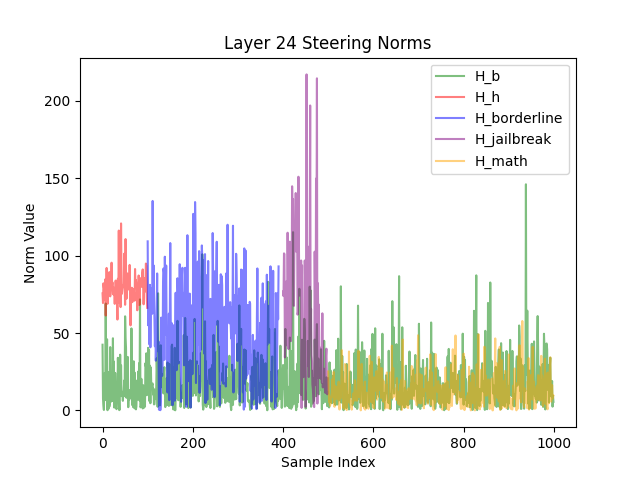 Layer 24 Steering Norms
H_b
H_h
H_borderline
H_jailbreak
H_math
Norm Value
200
150
100
50
0
0
200
400
600
800
1000
Sample Index